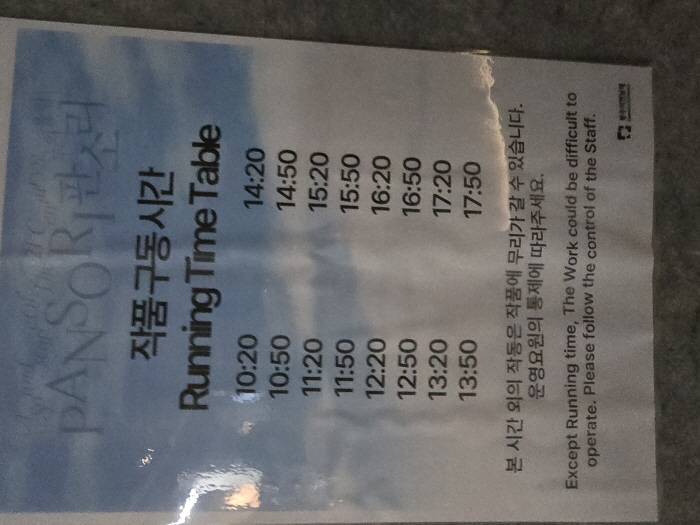 PANSORI 판소리
작품 구동 시간
Running Time Table
10:20 14:20
10:50 14:50
11:20 15:20
11:50 15:50
12:20 16:20
12:50 16:50
13:20 17:20
13:50 17:50
본 시간 외의 작동은 작품에 무리가 갈 수 있습니다.
운영요원의 통제에 따라주세요.
Except Running time, The Work could be difficult to
operate. Please follow the control of the Staff.